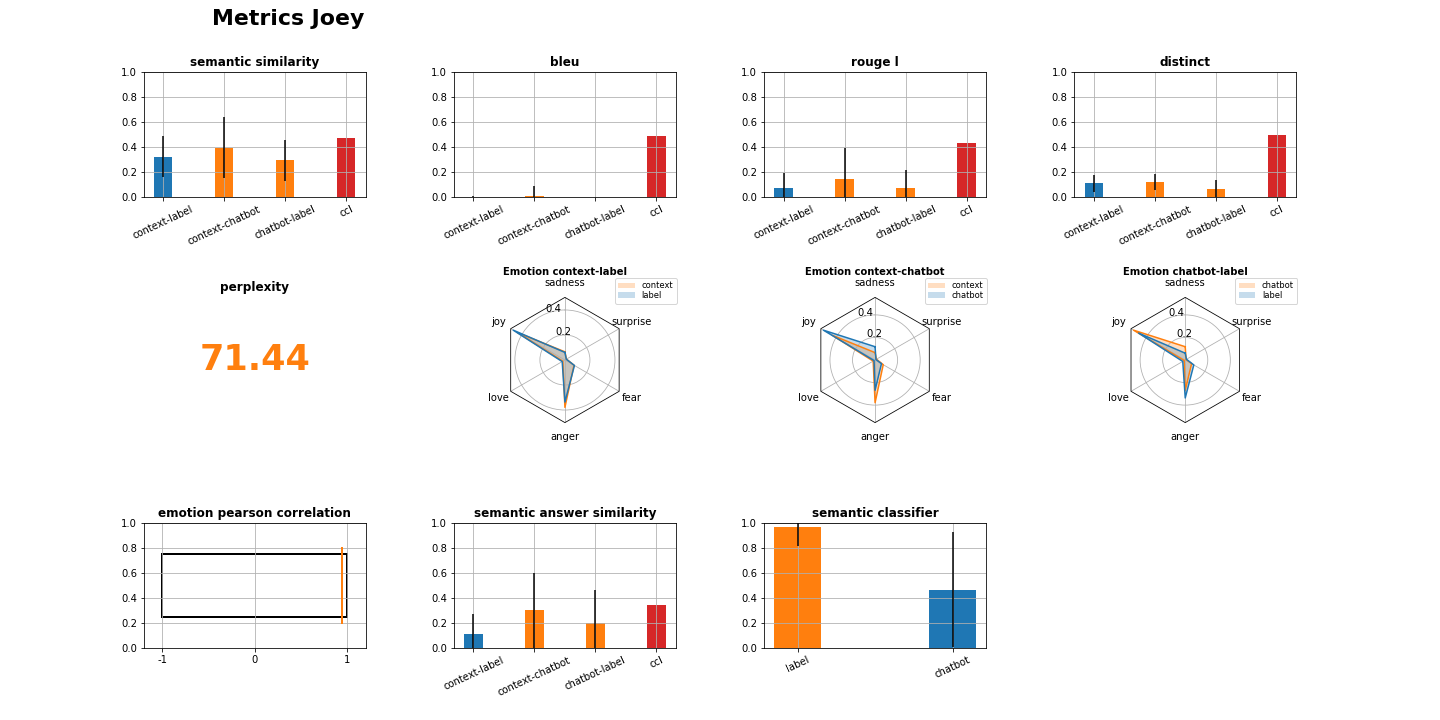 Metrics Joey
semantic similarity
1.0
0.8
0.6
0.4
0.2
0.0
context-label
context-chatbot
chatbot-label
ccl
bleu
1.0
0.8
0.6
0.4
0.2
0.0
context-label
context-chatbot
chatbot-label
ccl
rouge l
1.0
0.8
0.6
0.4
0.2
0.0
context-label
context-chatbot
chatbot-label
ccl
distinct
1.0
0.8
0.6
0.4
0.2
0.0
context-label
context-chatbot
chatbot-label
ccl
perplexity
71.44
Emotion context-label
sadness
context
label
0.4
0.2
joy
surprise
love
fear
anger
Emotion context-chatbot
sadness
context
chatbot
0.4
0.2
joy
surprise
love
fear
anger
Emotion chatbot-label
sadness
chatbot
label
0.4
0.2
joy
surprise
love
fear
anger
emotion pearson correlation
1.0
0.8
0.6
0.4
0.2
0.0
-1
0
1
semantic answer similarity
1.0
0.8
0.6
0.4
0.2
0.0
context-label
context-chatbot
chatbot-label
ccl
semantic classifier
1.0
0.8
0.6
0.4
0.2
0.0
label
chatbot